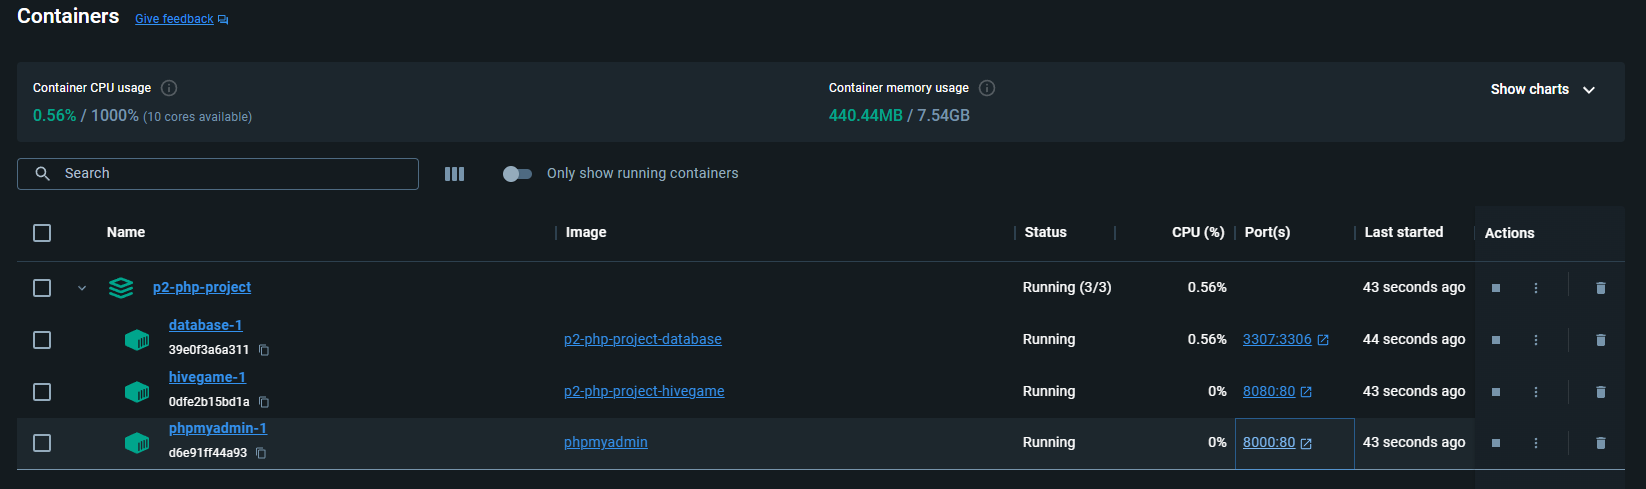 Containers Give feedback
Container CPU usage
0.56% / 1000% (10 cores available)
Container memory usage
440.44MB / 7.54GB
Show charts
Search
Only show running containers
Name Image Status CPU (%) Port(s) Last started Actions
p2-php-project Running (3/3) 0.56% 43 seconds ago
database-1
39e0f3a6a311
p2-php-project-database Running 0.56% 3307:3306 44 seconds ago
hivegame-1
0dfe2b15bd1a
p2-php-project-hivegame Running 0% 8080:80 43 seconds ago
phpmyadmin-1
d6e91ff44a93
phpmyadmin Running 0% 8000:80 43 seconds ago